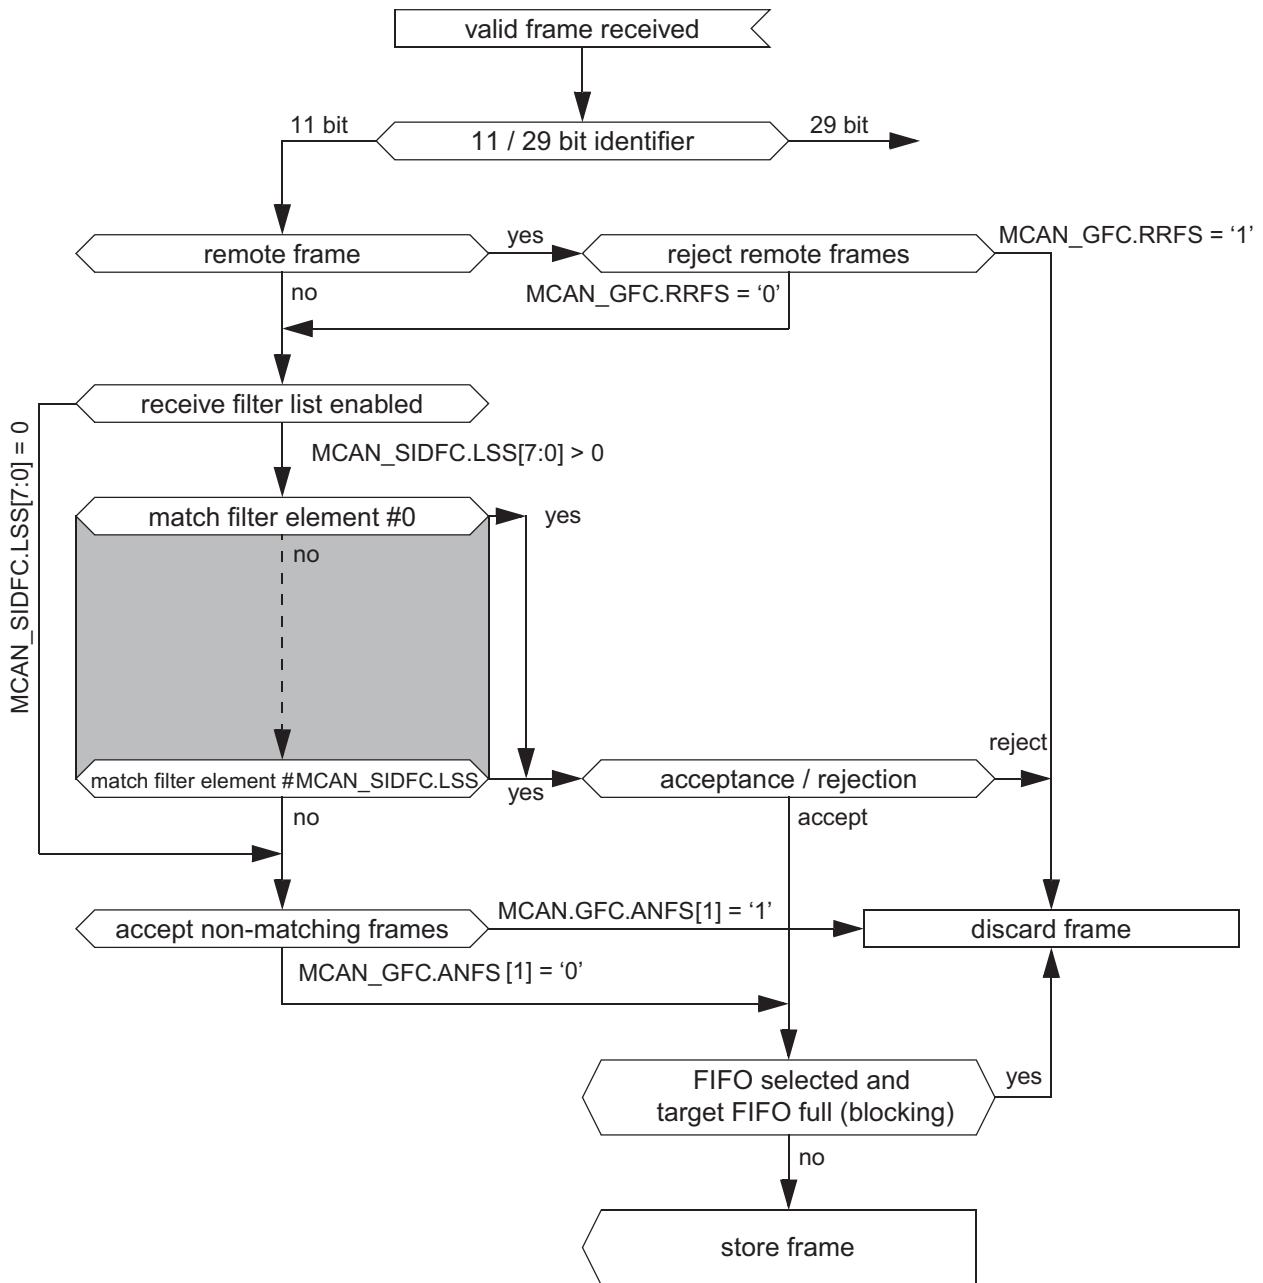 valid frame received
11 bit
11 / 29 bit identifier
29 bit
remote frame
yes
reject remote frames
MCAN_GFC.RRFS = ‘1’
no
MCAN_GFC.RRFS = ‘0’
receive filter list enabled
MCAN_SIDFC.LSS[7:0] = 0
MCAN_SIDFC.LSS[7:0] > 0
match filter element #0
yes
no
match filter element #MCAN_SIDFC.LSS
yes
acceptance / rejection
reject
no
accept
accept non-matching frames
MCAN.GFC.ANFS[1] = ‘1’
discard frame
MCAN_GFC.ANFS [1] = ‘0’
FIFO selected and
target FIFO full (blocking)
yes
no
store frame